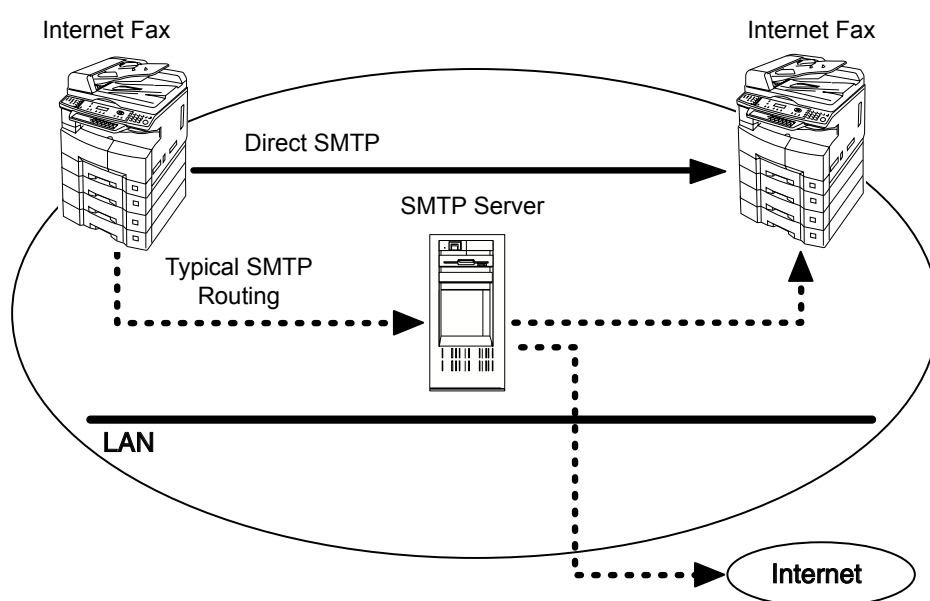 Internet Fax
Internet Fax
Direct SMTP
SMTP Server
Typical SMTP
Routing
LAN
Internet